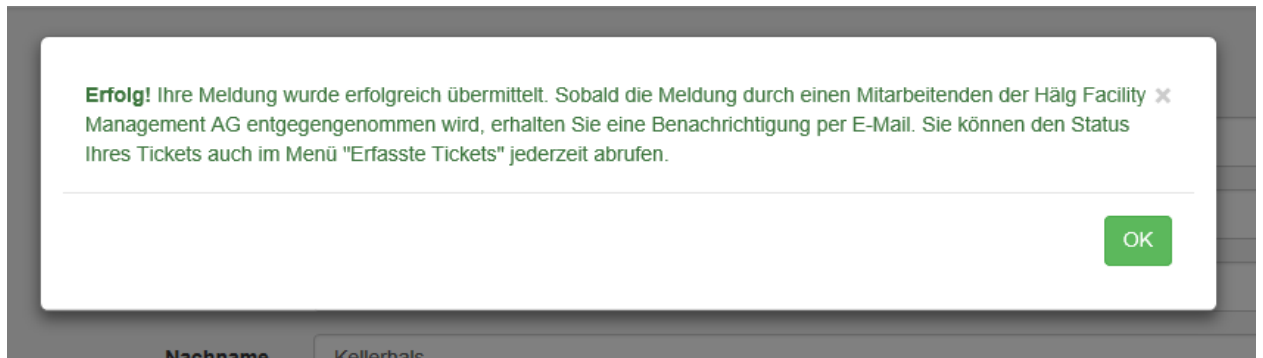 Erfolg! Ihre Meldung wurde erfolgreich übermittelt. Sobald die Meldung durch einen Mitarbeitenden der Hälg Facility ×
Management AG entgegengenommen wird, erhalten Sie eine Benachrichtigung per E-Mail. Sie können den Status
Ihres Tickets auch im Menü "Erfasste Tickets" jederzeit abrufen.
OK
Nachname Kellerhals